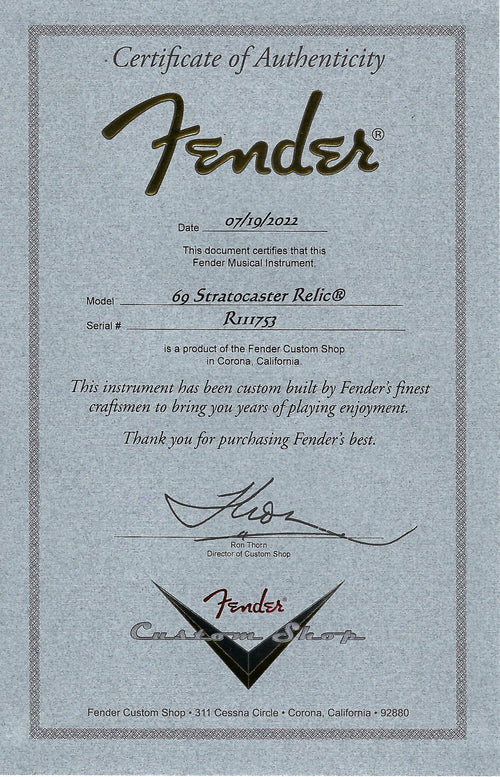 Certificate of Authenticity
Fender®
Date 07/19/2022
This document certifies that this
Fender Musical Instrument,
Model 69 Stratocaster Relic®
Serial # R111753
is a product of the Fender Custom Shop
in Corona, California.
This instrument has been custom built by Fender's finest
craftsmen to bring you years of playing enjoyment.
Thank you for purchasing Fender's best.
Thorn
Ron Thorn
Director of Custom Shop
Fender®
Custom Shop
Fender Custom Shop • 311 Cessna Circle • Corona, California • 92880